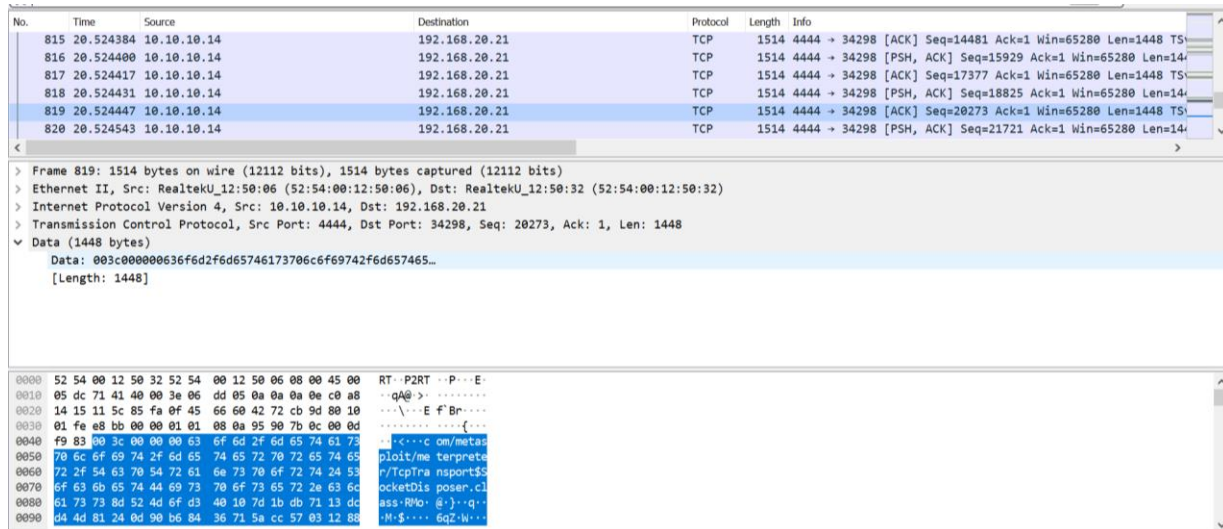 No. Time Source Destination Protocol Length Info
815 20.524384 10.10.10.14 192.168.20.21 TCP 1514 4444 → 34298 [ACK] Seq=14481 Ack=1 Win=65280 Len=1448
816 20.524400 10.10.10.14 192.168.20.21 TCP 1514 4444 → 34298 [PSH, ACK] Seq=15929 Ack=1 Win=65280
817 20.524417 10.10.10.14 192.168.20.21 TCP 1514 4444 → 34298 [ACK] Seq=17377 Ack=1 Win=65280 Len=1448
818 20.524431 10.10.10.14 192.168.20.21 TCP 1514 4444 → 34298 [PSH, ACK] Seq=18825 Ack=1 Win=65280
819 20.524447 10.10.10.14 192.168.20.21 TCP 1514 4444 → 34298 [ACK] Seq=20273 Ack=1 Win=65280 Len=1448
820 20.524543 10.10.10.14 192.168.20.21 TCP 1514 4444 → 34298 [PSH, ACK] Seq=21721 Ack=1 Win=65280
> Frame 819: 1514 bytes on wire (12112 bits), 1514 bytes captured (12112 bits)
> Ethernet II, Src: RealtekU_12:50:06 (52:54:00:12:50:06), Dst: RealtekU_12:50:32 (52:54:00:12:50:32)
> Internet Protocol Version 4, Src: 10.10.10.14, Dst: 192.168.20.21
> Transmission Control Protocol, Src Port: 4444, Dst Port: 34298, Seq: 20273, Ack: 1, Len: 1448
Data (1448 bytes)
Data: 003c000000636f6d2f6d65746173706c6f69742f6d657465…
[Length: 1448]
0000 52 54 00 12 50 32 52 54 00 12 50 06 08 00 45 00 RT··P2RT ··P···E·
0010 05 dc 71 41 40 00 3e 06 dd 05 0a 0a 0a 0e c0 a8 ··qA@·>· ········
0020 14 15 11 5c 85 fa 0f 45 66 60 42 72 cb 9d 80 10 ···\···E f`Br····
0030 01 fe e8 bb 00 00 01 01 08 0a 95 90 7b 0c 00 0d ········ ····{···
0040 f9 83 00 3c 00 00 00 63 6f 6d 2f 6d 65 74 61 73 ···<···c om/metas
0050 70 6c 6f 69 74 2f 6d 65 74 65 72 70 72 65 74 65 ploit/me terprete
0060 72 2f 54 63 70 54 72 61 6e 73 70 6f 72 74 24 53 r/TcpTra nsport$S
0070 6f 63 6b 65 74 44 69 73 70 6f 73 65 72 2e 63 6c ocketDis poser.cl
0080 61 73 73 8d 52 4d 6f d3 40 10 7d 1b db 71 13 dc ass·RMo· @·}··q··
0090 d4 4d 81 24 0d 90 b6 84 36 71 5a cc 57 03 12 88 ·M·$···· 6qZ·W···